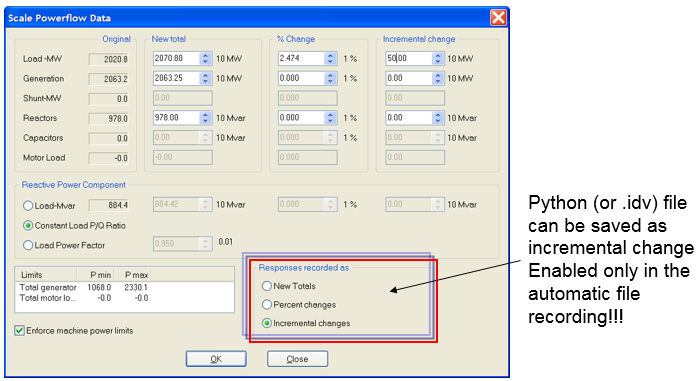 Scale Powerflow Data
Original New total % Change Incremental change
Load -MW 2020.8 2070.80 10 MW 2.474 1 % 50.00 10 MW
Generation 2063.2 2063.25 10 MW 0.000 1 % 0.00 10 MW
Shunt-MW 0.0 0.00 0.00 0.00
Reactors 978.0 978.00 10 Mvar 0.000 1 % 0.00 10 Mvar
Capacitors 0.0 0.00 10 Mvar 0.000 1 % 0.00 10 Mvar
Motor Load -0.0 -0.00 0.00
Reactive Power Component
Load-Mvar 884.4 884.42 10 Mvar 0.000 1 % 0.00 10 Mvar
Constant Load P/Q Ratio
Load Power Factor 0.950 0.01
Limits P min P max
Total generator 1068.0 2330.1
Total motor lo... -0.0 -0.0
Enforce machine power limits
Responses recorded as
New Totals
Percent changes
Incremental changes
OK Close
Python (or .idv) file
can be saved as
incremental change
Enabled only in the
automatic file
recording!!!